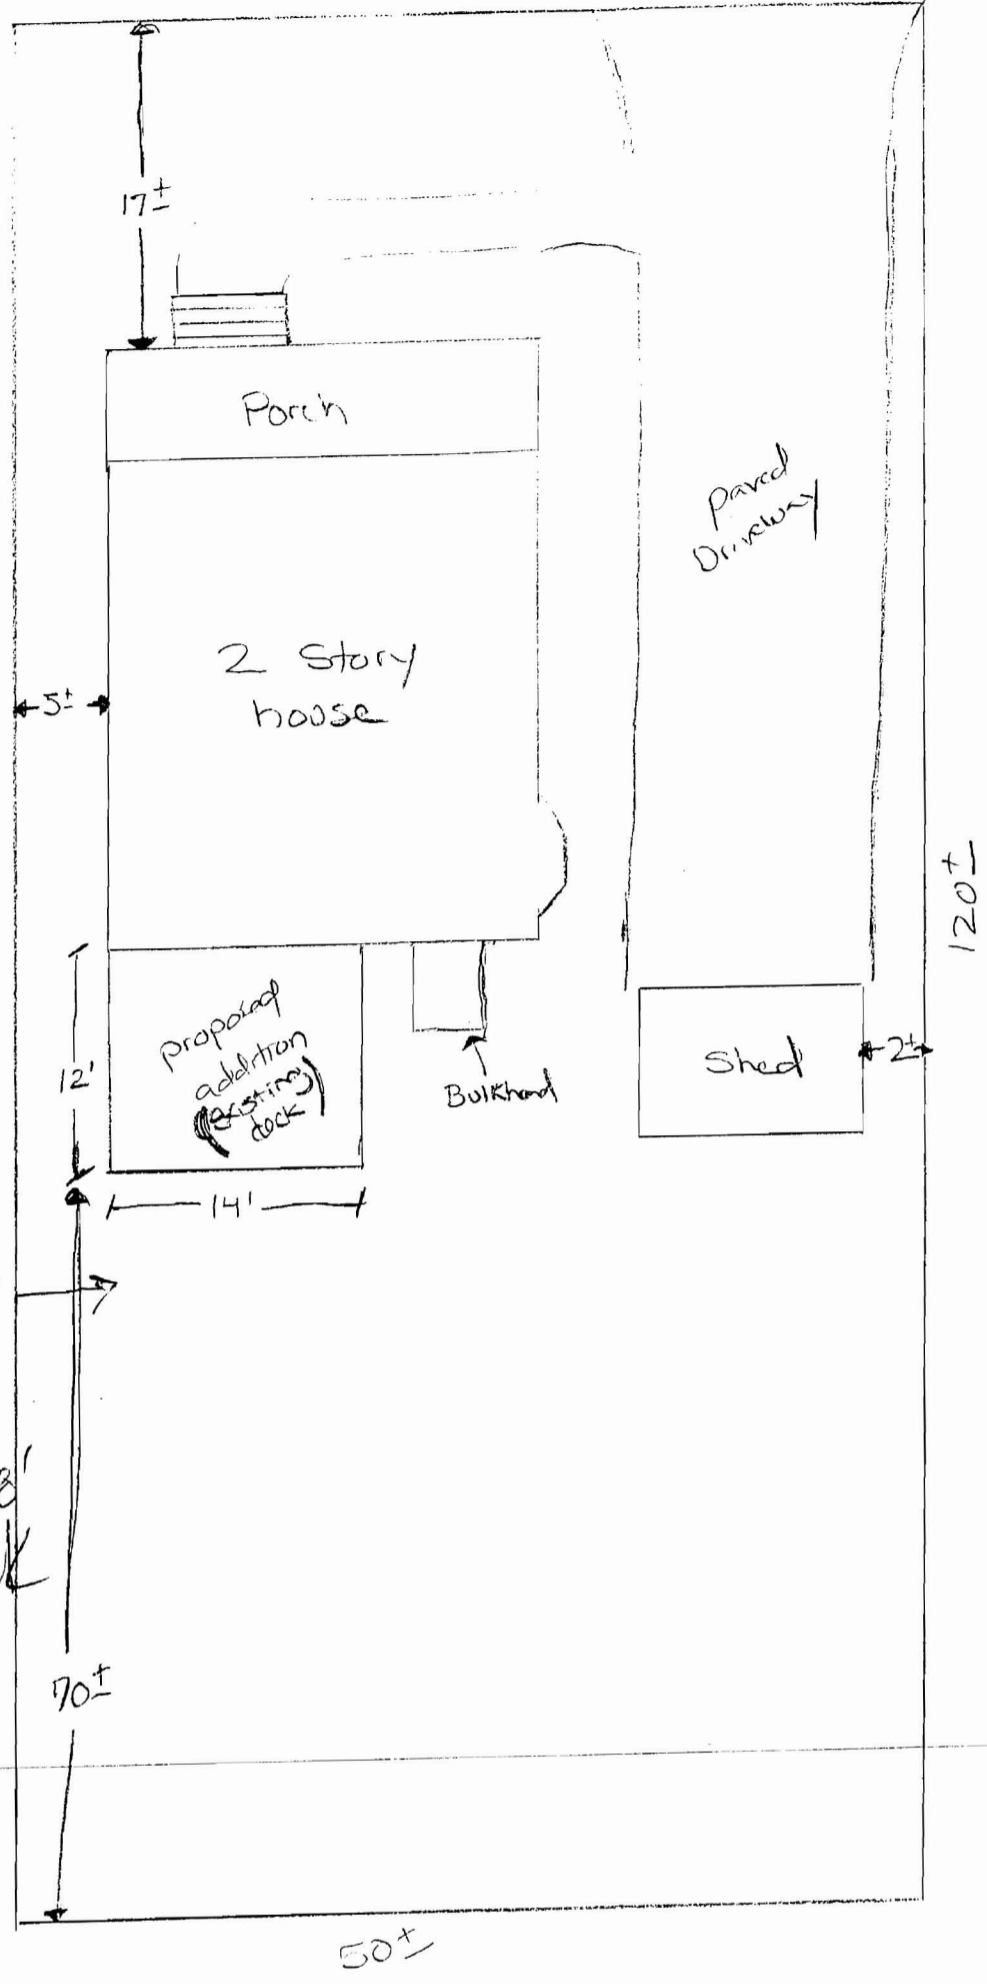 17±
Porch
paved
Driveway
2 Story
house
5±
120±
proposed
addition
(existing
deck)
12'
Bulkhead
Shed
2±
14'
8'
70±
50±